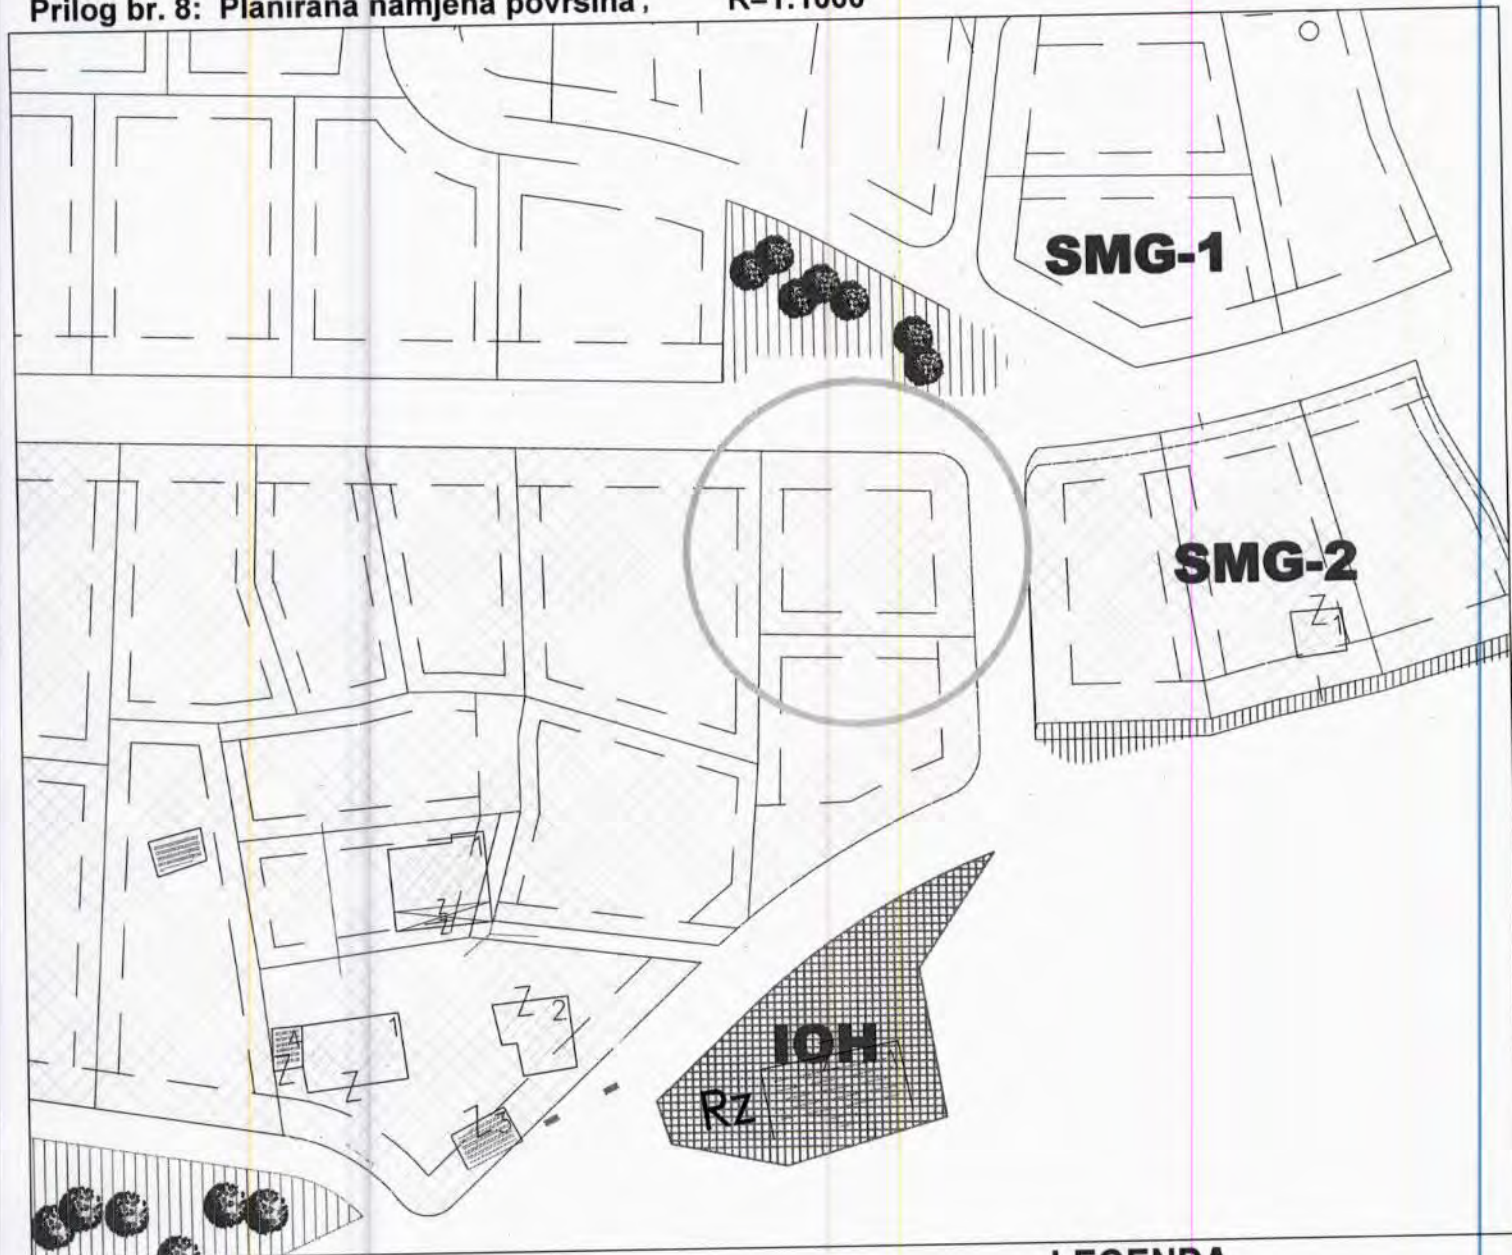 Prilog br. 8: Planirana namjena površina, R=1:1000
SMG-1
SMG-2
Z 1
1
Z
Z 2
4
1
Z
Z
Z 3
IOH
Rz
LEGENDA